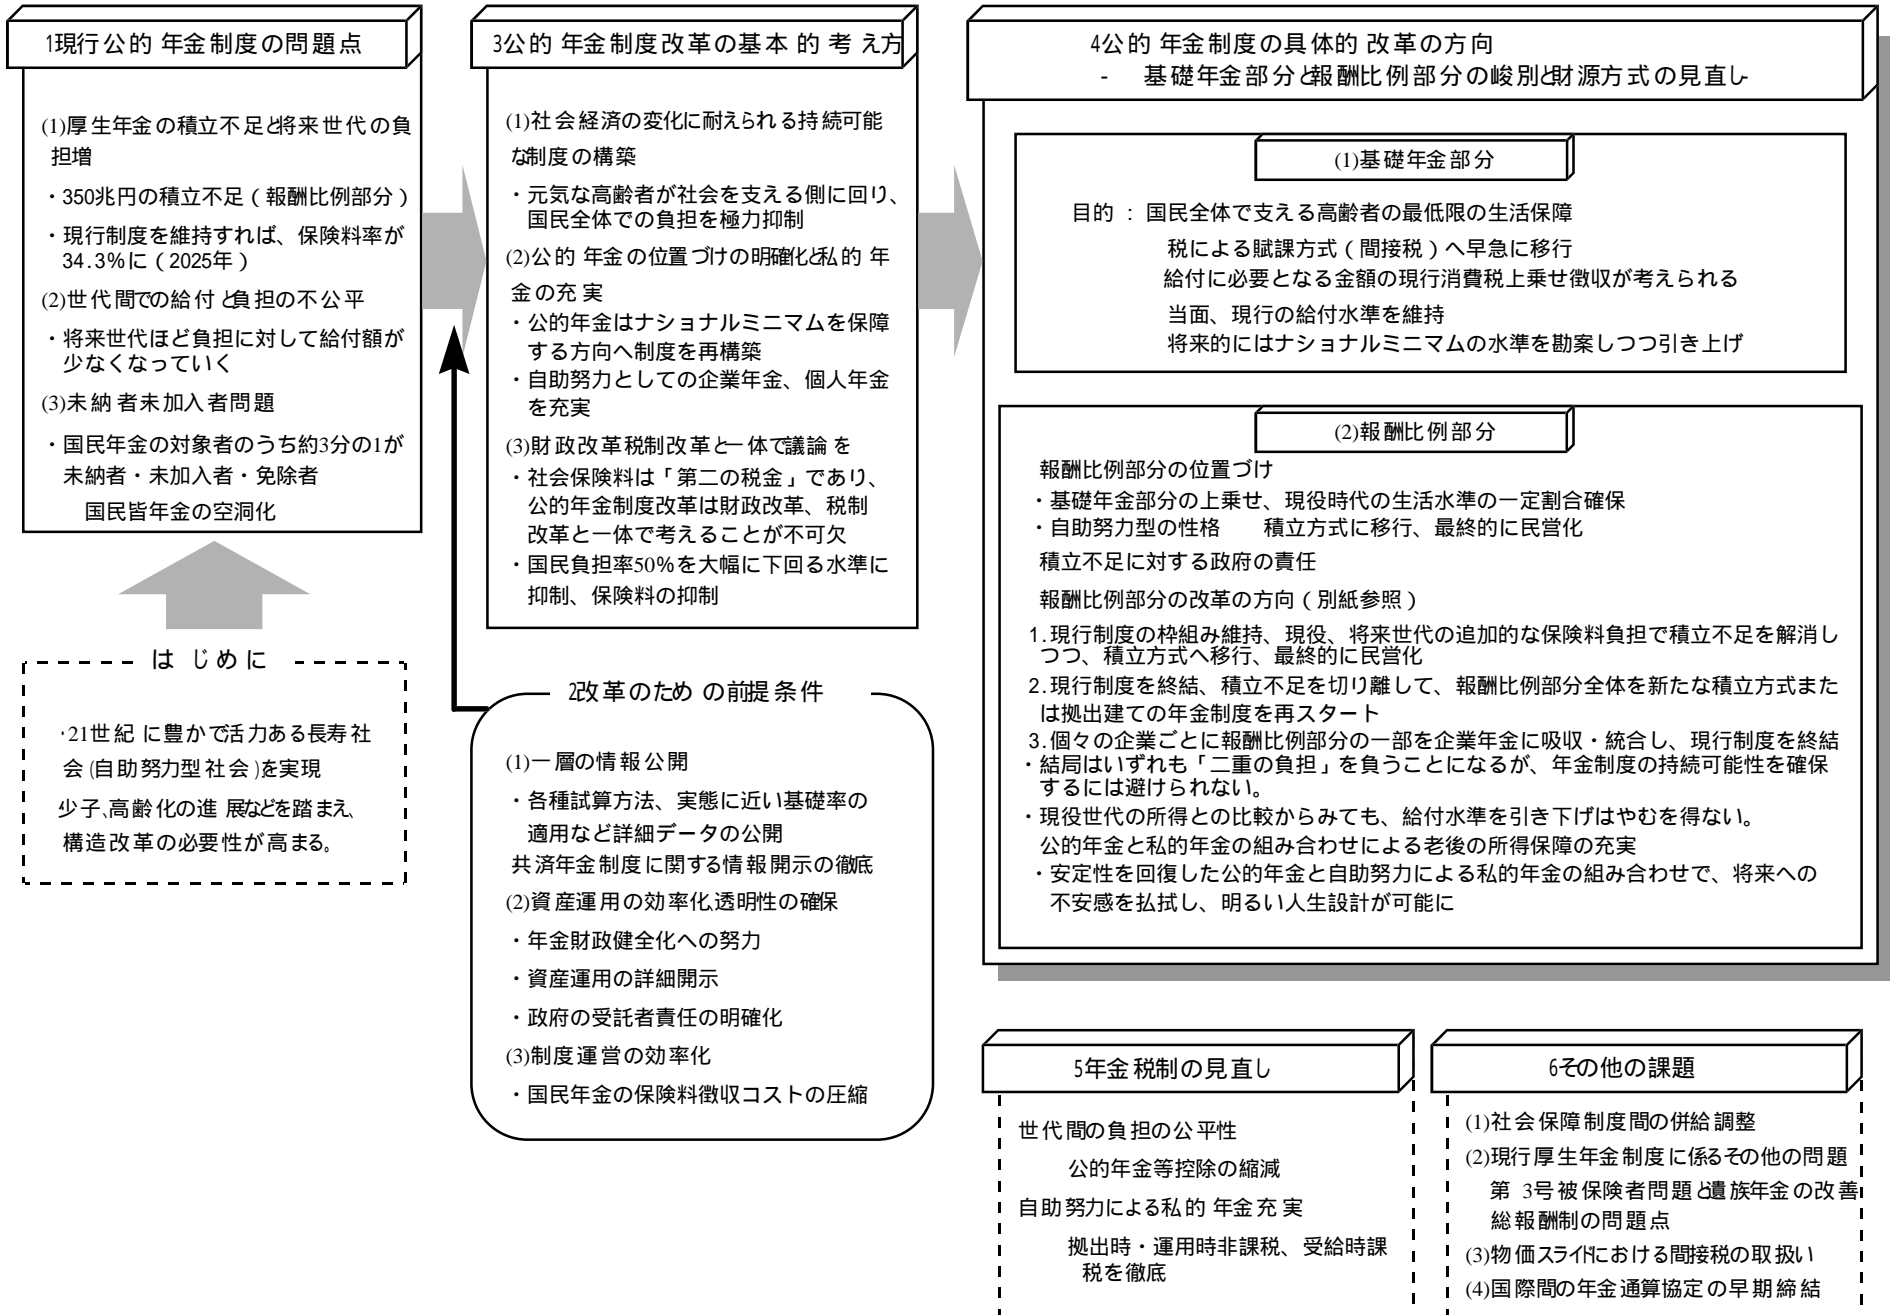 1現行公的年金制度の問題点
(1)厚生年金の積立不足と将来世代の負
担増
・350兆円の積立不足（報酬比例部分）
・現行制度を維持すれば、保険料率が
34.3％に（2025年）
(2)世代間での給付と負担の不公平
・将来世代ほど負担に対して給付額が
少なくなっていく
(3)未納者未加入者問題
・国民年金の対象者のうち約3分の1が
未納者・未加入者・免除者
国民皆年金の空洞化
はじめに
・21世紀に豊かで活力ある長寿社
会(自助努力型社会)を実現
少子、高齢化の進展などを踏まえ、
構造改革の必要性が高まる。
3公的年金制度改革の基本的考え方
(1)社会経済の変化に耐えられる持続可能
な制度の構築
・元気な高齢者が社会を支える側に回り、
国民全体での負担を極力抑制
(2)公的年金の位置づけの明確化と私的年
金の充実
・公的年金はナショナルミニマムを保障
する方向へ制度を再構築
・自助努力としての企業年金、個人年金
を充実
(3)財政改革税制改革と一体で議論を
・社会保険料は「第二の税金」であり、
公的年金制度改革は財政改革、税制
改革と一体で考えることが不可欠
・国民負担率50％を大幅に下回る水準に
抑制、保険料の抑制
2改革のための前提条件
(1)一層の情報公開
・各種試算方法、実態に近い基礎率の
適用など詳細データの公開
共済年金制度に関する情報開示の徹底
(2)資産運用の効率化、透明性の確保
・年金財政健全化への努力
・資産運用の詳細開示
・政府の受託者責任の明確化
(3)制度運営の効率化
・国民年金の保険料徴収コストの圧縮
4公的年金制度の具体的改革の方向
- 基礎年金部分と報酬比例部分の峻別と財源方式の見直し-
(1)基礎年金部分
目的 ： 国民全体で支える高齢者の最低限の生活保障
税による賦課方式（間接税）へ早急に移行
給付に必要となる金額の現行消費税上乗せ徴収が考えられる
当面、現行の給付水準を維持
将来的にはナショナルミニマムの水準を勘案しつつ引き上げ
(2)報酬比例部分
報酬比例部分の位置づけ
・基礎年金部分の上乗せ、現役時代の生活水準の一定割合確保
・自助努力型の性格　　積立方式に移行、最終的に民営化
積立不足に対する政府の責任
報酬比例部分の改革の方向（別紙参照）
1.現行制度の枠組み維持、現役、将来世代の追加的な保険料負担で積立不足を解消し
つつ、積立方式へ移行、最終的に民営化
2.現行制度を終結、積立不足を切り離して、報酬比例部分全体を新たな積立方式また
は拠出建ての年金制度を再スタート
3.個々の企業ごとに報酬比例部分の一部を企業年金に吸収・統合し、現行制度を終結
・結局はいずれも「二重の負担」を負うことになるが、年金制度の持続可能性を確保
するには避けられない。
・現役世代の所得との比較からみても、給付水準を引き下げはやむを得ない。
公的年金と私的年金の組み合わせによる老後の所得保障の充実
・安定性を回復した公的年金と自助努力による私的年金の組み合わせで、将来への
不安感を払拭し、明るい人生設計が可能に
5年金税制の見直し
世代間の負担の公平性
公的年金等控除の縮減
自助努力による私的年金充実
拠出時・運用時非課税、受給時課
税を徹底
6その他の課題
(1)社会保障制度間の併給調整
(2)現行厚生年金制度に係るその他の問題
第3号被保険者問題と遺族年金の改善
総報酬制の問題点
(3)物価スライドにおける間接税の取扱い
(4)国際間の年金通算協定の早期締結